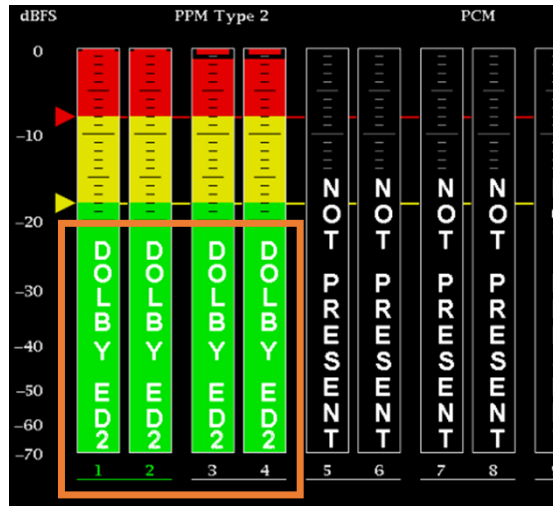 dBFS PPM Type 2 PCM
0
-10
-20
-30
-40
-50
-60
-70
DOLBY ED2
DOLBY ED2
DOLBY ED2
DOLBY ED2
NOT PRESENT
NOT PRESENT
NOT PRESENT
NOT PRESENT
1 2 3 4 5 6 7 8